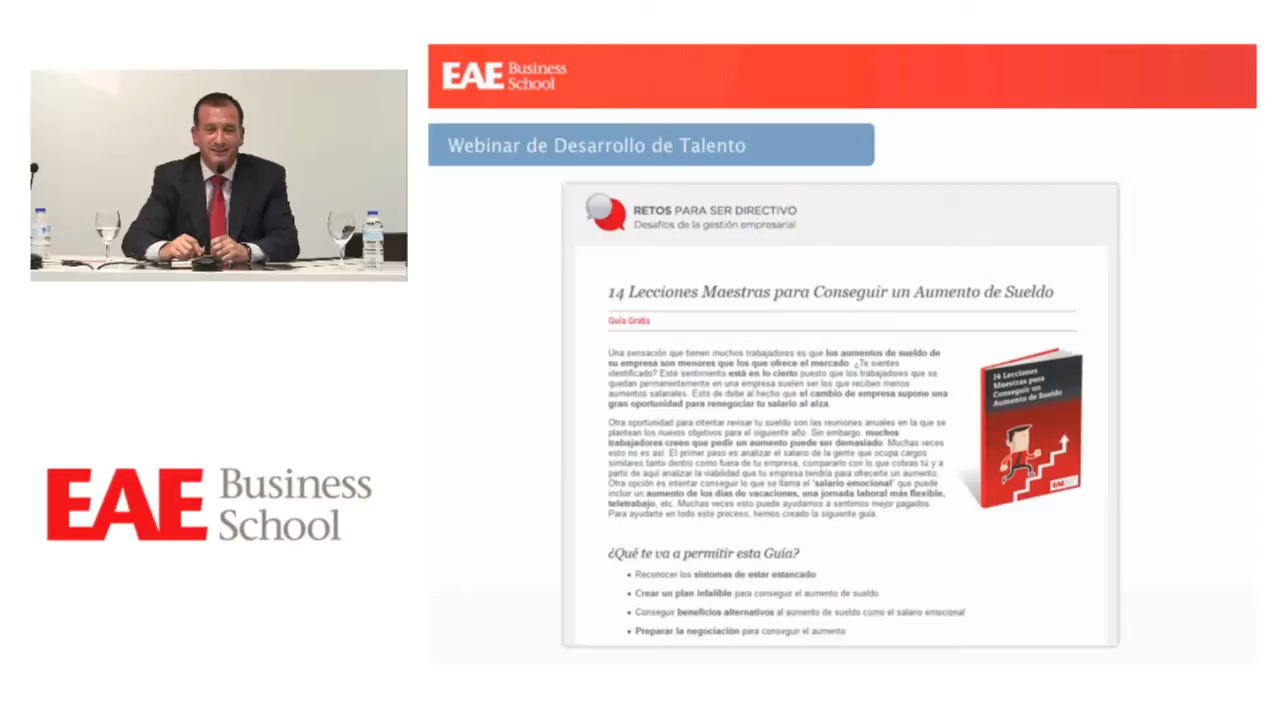 EAE Business School
Webinar de Desarrollo de Talento
RETOS PARA SER DIRECTIVO
Desafíos de la gestión empresarial
14 Lecciones Maestras para Conseguir un Aumento de Sueldo
Guía Gratis
Una sensación que tienen muchos trabajadores es que los aumentos de sueldo de
su empresa son menores que los que ofrece el mercado. ¿Te sientes
identificado? Este sentimiento está en lo cierto puesto que los trabajadores que se
quedan permanentemente en una empresa suelen ser los que reciben menos
aumentos salariales. Esto de debe al hecho que el cambio de empresa supone una
gran oportunidad para renegociar tu salario al alza.
Otra oportunidad para intentar revisar tu sueldo son las reuniones anuales en la que se
plantean los nuevos objetivos para el siguiente año. Sin embargo, muchos
trabajadores creen que pedir un aumento puede ser demasiado. Muchas veces
esto no es así. El primer paso es analizar el salario de la gente que ocupa cargos
similares tanto dentro como fuera de tu empresa, compararlo con lo que cobras tú y a
partir de aquí analizar la viabilidad que tu empresa tendría para ofrecerte un aumento.
Otra opción es intentar conseguir lo que se llama el "salario emocional" que puede
incluir un aumento de los días de vacaciones, una jornada laboral más flexible,
teletrabajo, etc. Muchas veces esto puede ayudarnos a sentirnos mejor pagados.
Para ayudarte en todo este proceso, hemos creado la siguiente guía.
14 Lecciones
Maestras para
Conseguir un
Aumento de Sueldo
EAE
¿Qué te va a permitir esta Guía?
• Reconocer los síntomas de estar estancado
• Crear un plan infalible para conseguir el aumento de sueldo
• Conseguir beneficios alternativos al aumento de sueldo como el salario emocional
• Preparar la negociación para conseguir el aumento
EAE Business School